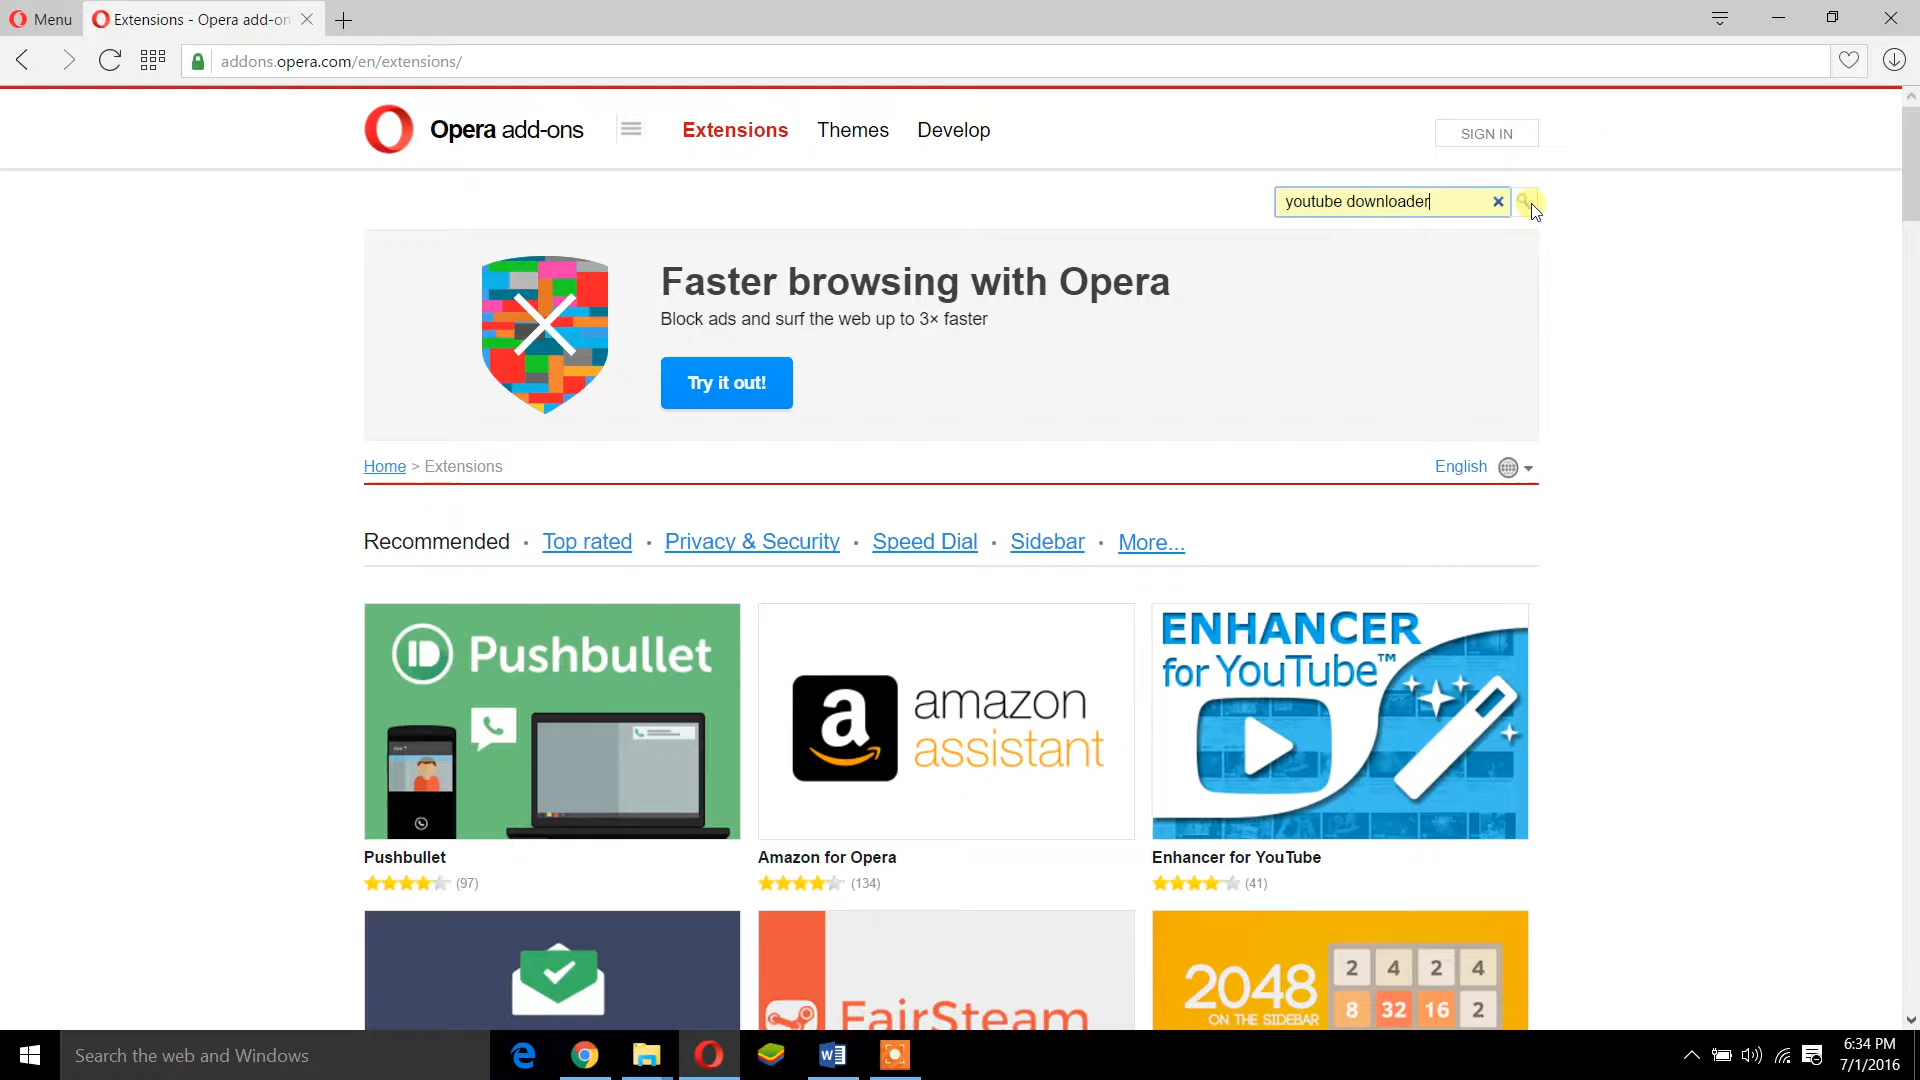 Menu
Extensions - Opera add-on
addons.opera.com/en/extensions/
Opera add-ons
Extensions
Themes
Develop
SIGN IN
youtube downloader
Faster browsing with Opera
Block ads and surf the web up to 3× faster
Try it out!
Home > Extensions
English
Recommended · Top rated · Privacy & Security · Speed Dial · Sidebar · More...
Pushbullet
amazon
assistant
ENHANCER
for YouTube™
Pushbullet
(97)
Amazon for Opera
(134)
Enhancer for YouTube
(41)
FairSteam
2048
ON THE SIDEBAR
2 4 2 4
8 32 16 2
Search the web and Windows
6:34 PM
7/1/2016